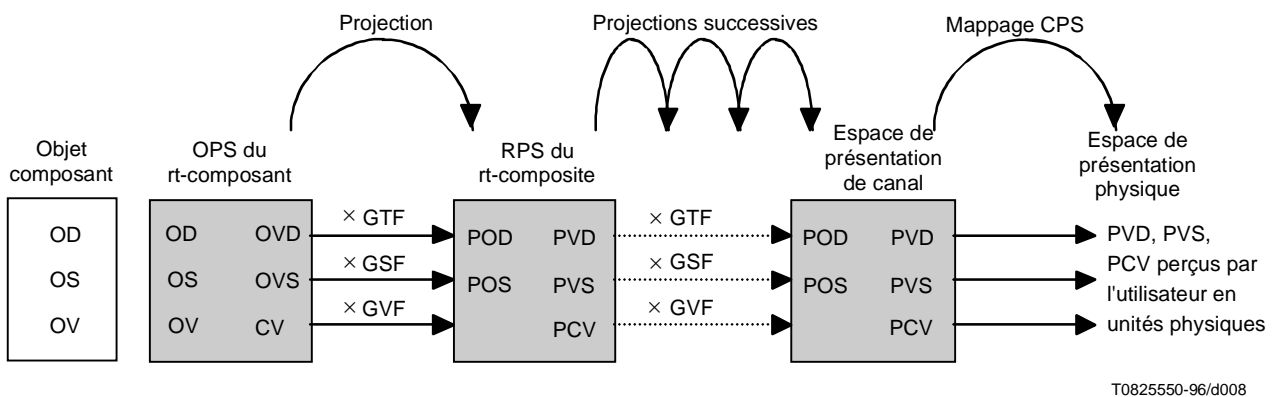 Projection
Projections successives
Mappage CPS
Objet
composant
OPS du
rt-composant
RPS du
rt-composite
Espace de
présentation
de canal
Espace de
présentation
physique
OD
OS
OV
OD OVD
OS OVS
OV CV
× GTF
× GSF
× GVF
POD PVD
POS PVS
PCV
× GTF
× GSF
× GVF
POD PVD
POS PVS
PCV
PVD, PVS,
PCV perçus par
l'utilisateur en
unités physiques
T0825550-96/d008